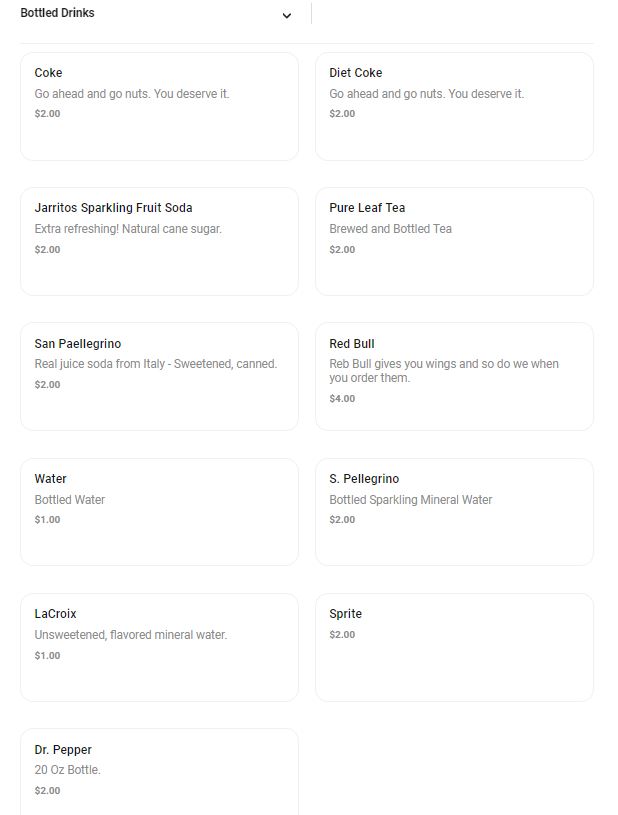 Bottled Drinks
Coke
Go ahead and go nuts. You deserve it.
$2.00
Diet Coke
Go ahead and go nuts. You deserve it.
$2.00
Jarritos Sparkling Fruit Soda
Extra refreshing! Natural cane sugar.
$2.00
Pure Leaf Tea
Brewed and Bottled Tea
$2.00
San Paellegrino
Real juice soda from Italy - Sweetened, canned.
$2.00
Red Bull
Reb Bull gives you wings and so do we when
you order them.
$4.00
Water
Bottled Water
$1.00
S. Pellegrino
Bottled Sparkling Mineral Water
$2.00
LaCroix
Unsweetened, flavored mineral water.
$1.00
Sprite
$2.00
Dr. Pepper
20 Oz Bottle.
$2.00